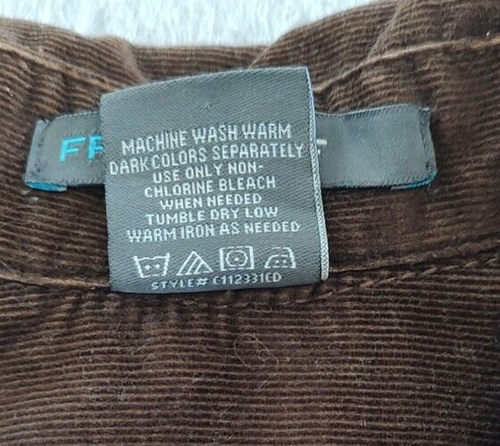 MACHINE WASH WARM
DARK COLORS SEPARATELY
USE ONLY NON-
CHLORINE BLEACH
WHEN NEEDED
TUMBLE DRY LOW
WARM IRON AS NEEDED
STYLE# C112331CD